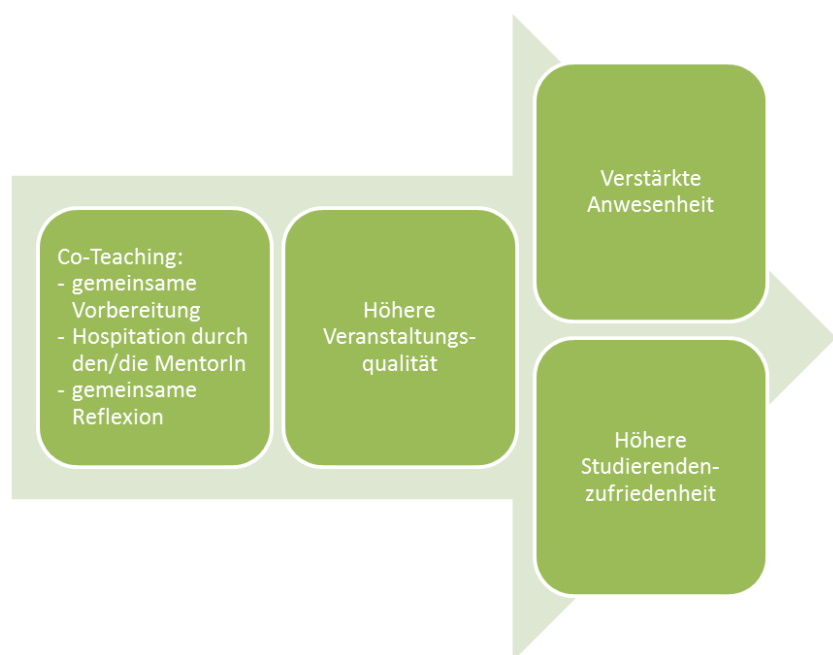 Co-Teaching:
- gemeinsame
Vorbereitung
- Hospitation durch
den/die MentorIn
- gemeinsame
Reflexion
Höhere
Veranstaltungs-
qualität
Verstärkte
Anwesenheit
Höhere
Studierenden-
zufriedenheit